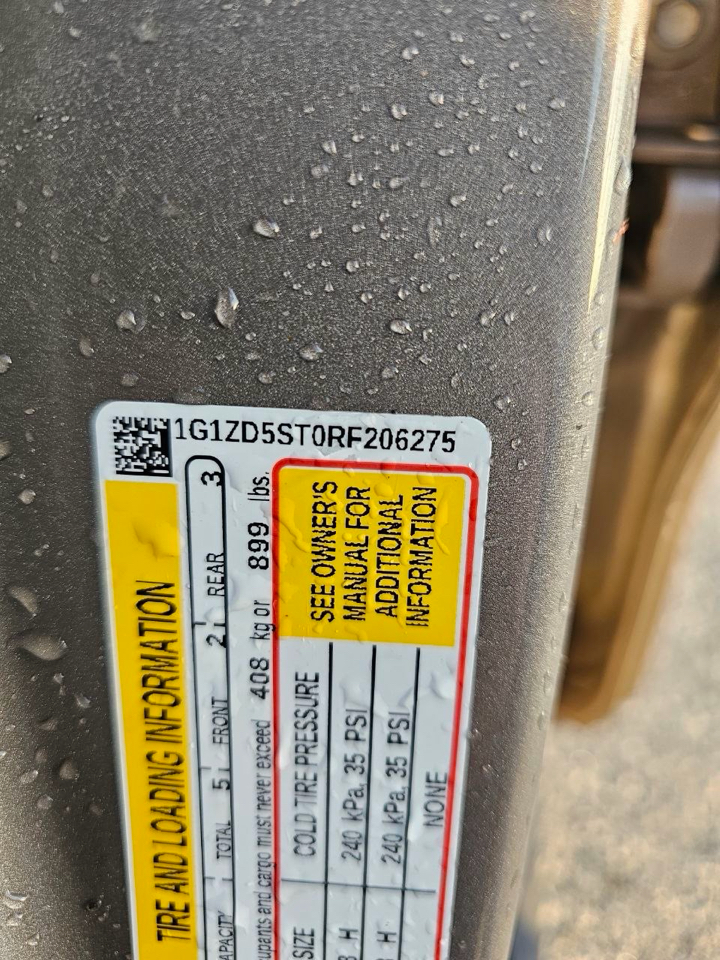 1G1ZD5ST0RF206275
TIRE AND LOADING INFORMATION
TOTAL 5 FRONT 2 REAR 3
and cargo must never exceed 408 kg or 899 lbs.
SIZE COLD TIRE PRESSURE
H 240 kPa, 35 PSI
H 240 kPa, 35 PSI
NONE
SEE OWNER'S
MANUAL FOR
ADDITIONAL
INFORMATION